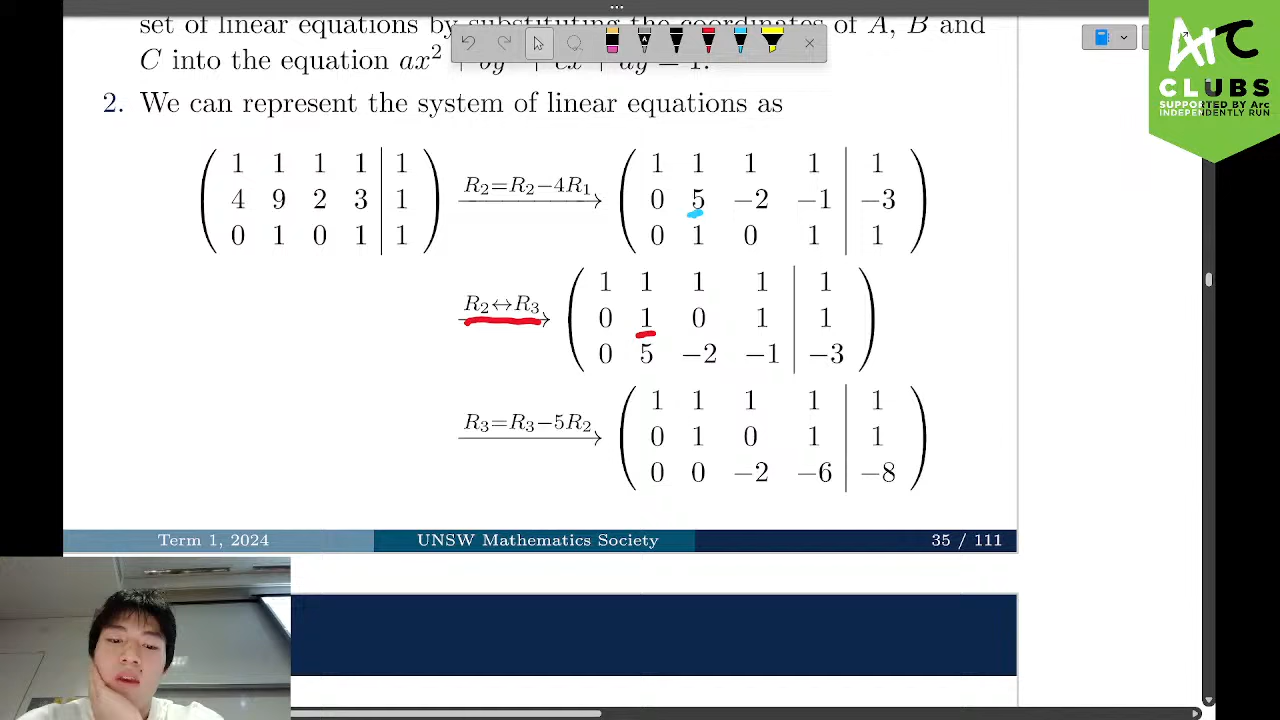 set of linear equations by substituting the coordinates of A, B and
C into the equation ax² + by² + cx + dy = 1.
2. We can represent the system of linear equations as
1 1 1 1 | 1
4 9 2 3 | 1
0 1 0 1 | 1
R₂=R₂−4R₁
1 1 1 1 | 1
0 5 −2 −1 | −3
0 1 0 1 | 1
R₂↔R₃
1 1 1 1 | 1
0 1 0 1 | 1
0 5 −2 −1 | −3
R₃=R₃−5R₂
1 1 1 1 | 1
0 1 0 1 | 1
0 0 −2 −6 | −8
Term 1, 2024 UNSW Mathematics Society 35 / 111
ArC
CLUBS
SUPPORTED BY Arc
INDEPENDENTLY RUN